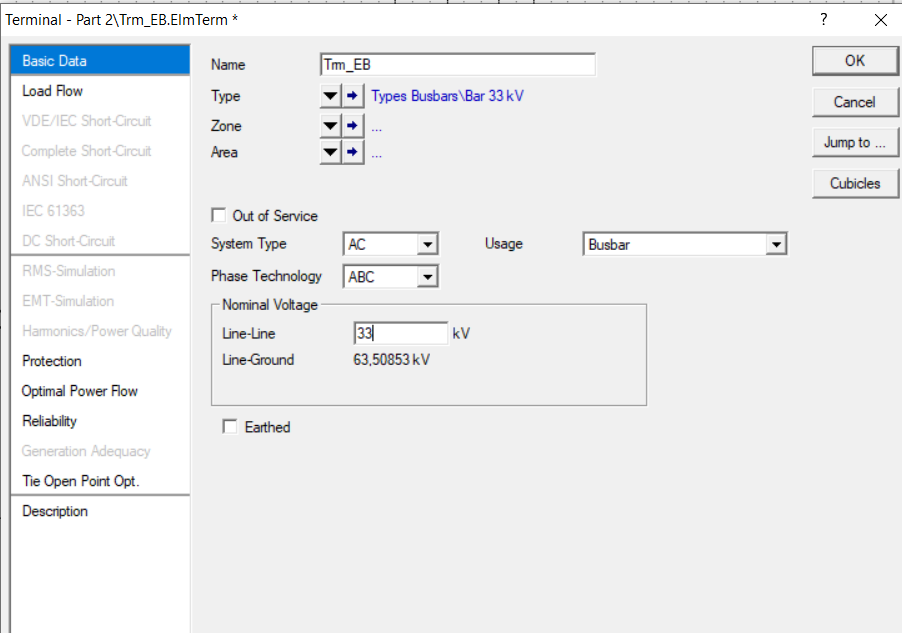 Terminal - Part 2\Trm_EB.ElmTerm *
?
Basic Data
Load Flow
VDE/IEC Short-Circuit
Complete Short-Circuit
ANSI Short-Circuit
IEC 61363
DC Short-Circuit
RMS-Simulation
EMT-Simulation
Harmonics/Power Quality
Protection
Optimal Power Flow
Reliability
Generation Adequacy
Tie Open Point Opt.
Description
Name Trm_EB
Type Types Busbars\Bar 33 kV
Zone ...
Area ...
Out of Service
System Type AC Usage Busbar
Phase Technology ABC
Nominal Voltage
Line-Line 33 kV
Line-Ground 63,50853 kV
Earthed
OK
Cancel
Jump to ...
Cubicles